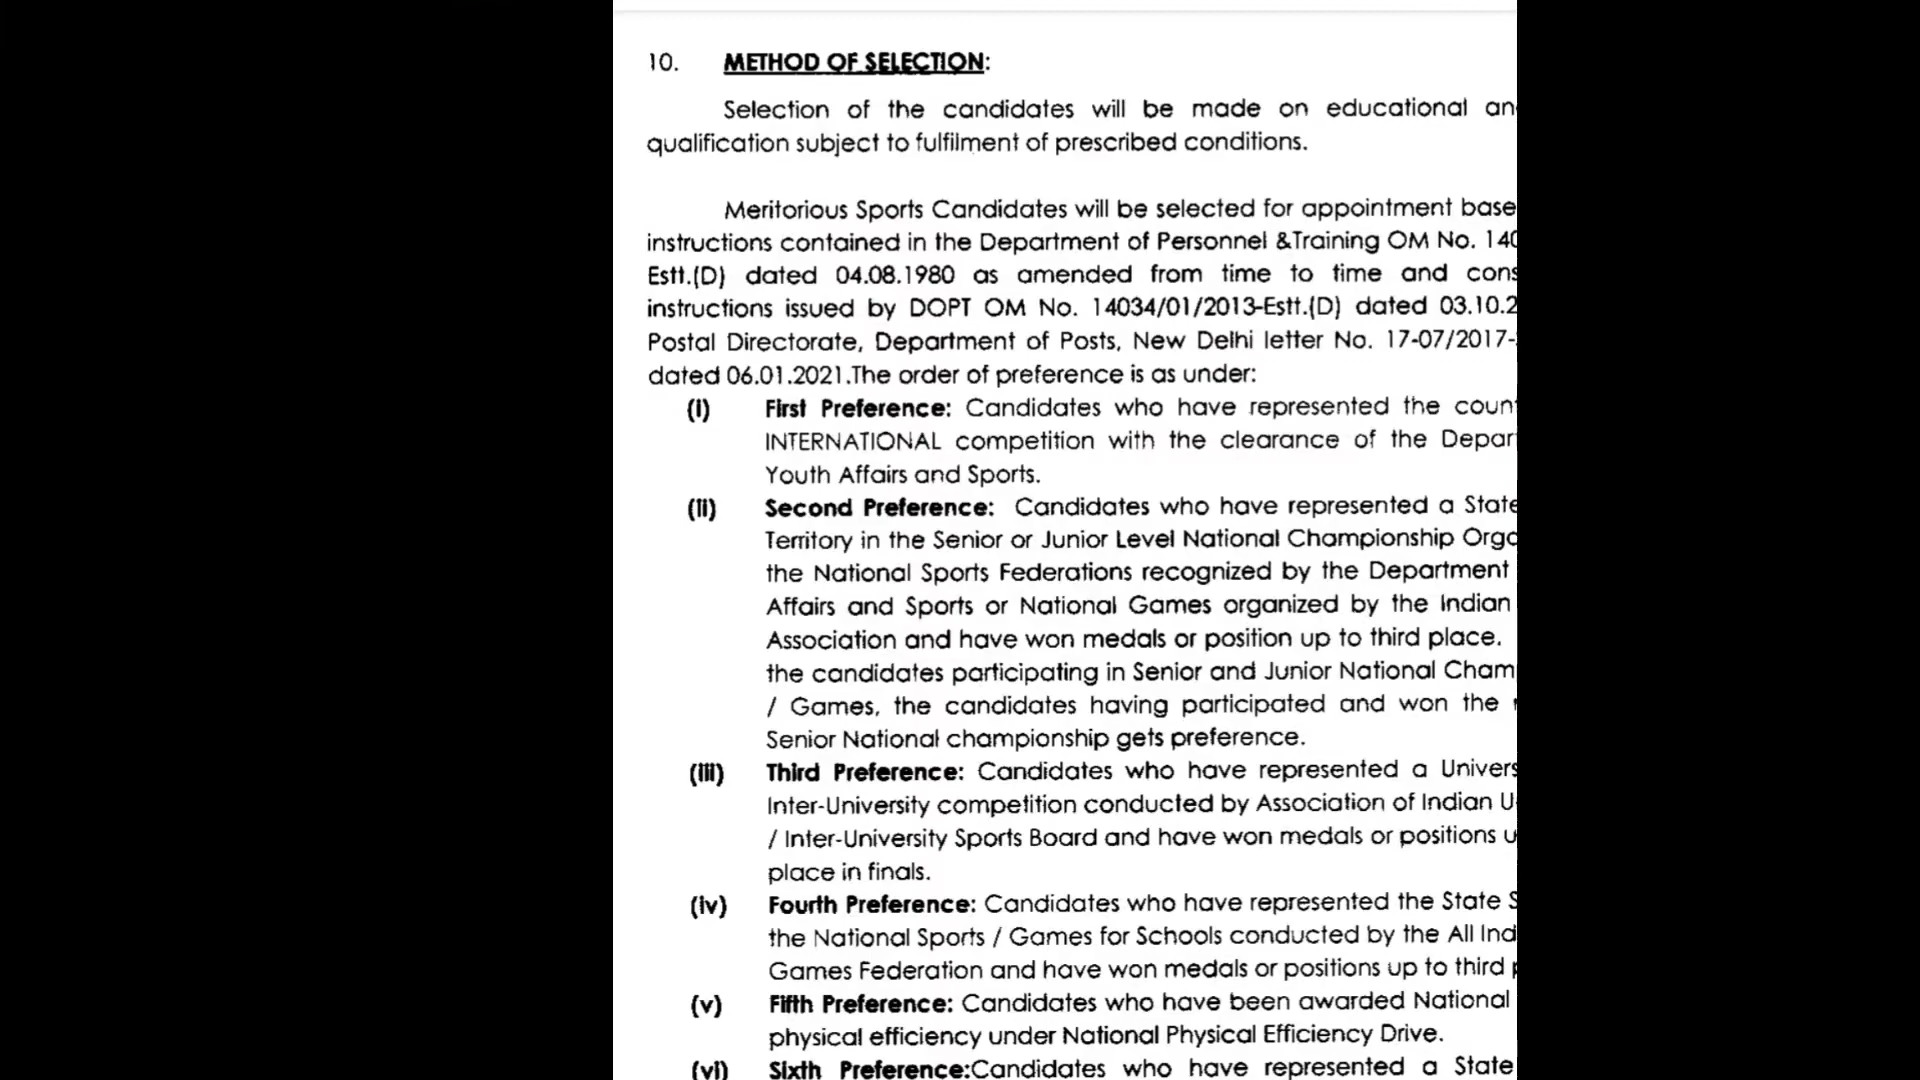 10. METHOD OF SELECTION:
Selection of the candidates will be made on educational an
qualification subject to fulfilment of prescribed conditions.
Meritorious Sports Candidates will be selected for appointment base
instructions contained in the Department of Personnel &Training OM No. 140
Estt.(D) dated 04.08.1980 as amended from time to time and cons
instructions issued by DOPT OM No. 14034/01/2013-Estt.(D) dated 03.10.2
Postal Directorate, Department of Posts, New Delhi letter No. 17-07/2017-
dated 06.01.2021.The order of preference is as under:
(i) First Preference: Candidates who have represented the coun
INTERNATIONAL competition with the clearance of the Depar
Youth Affairs and Sports.
(ii) Second Preference: Candidates who have represented a State
Territory in the Senior or Junior Level National Championship Orga
the National Sports Federations recognized by the Department
Affairs and Sports or National Games organized by the Indian
Association and have won medals or position up to third place.
the candidates participating in Senior and Junior National Cham
/ Games, the candidates having participated and won the
Senior National championship gets preference.
(iii) Third Preference: Candidates who have represented a Univers
Inter-University competition conducted by Association of Indian U
/ Inter-University Sports Board and have won medals or positions u
place in finals.
(iv) Fourth Preference: Candidates who have represented the State S
the National Sports / Games for Schools conducted by the All Ind
Games Federation and have won medals or positions up to third
(v) Fifth Preference: Candidates who have been awarded National
physical efficiency under National Physical Efficiency Drive.
(vi) Sixth Preference:Candidates who have represented a State